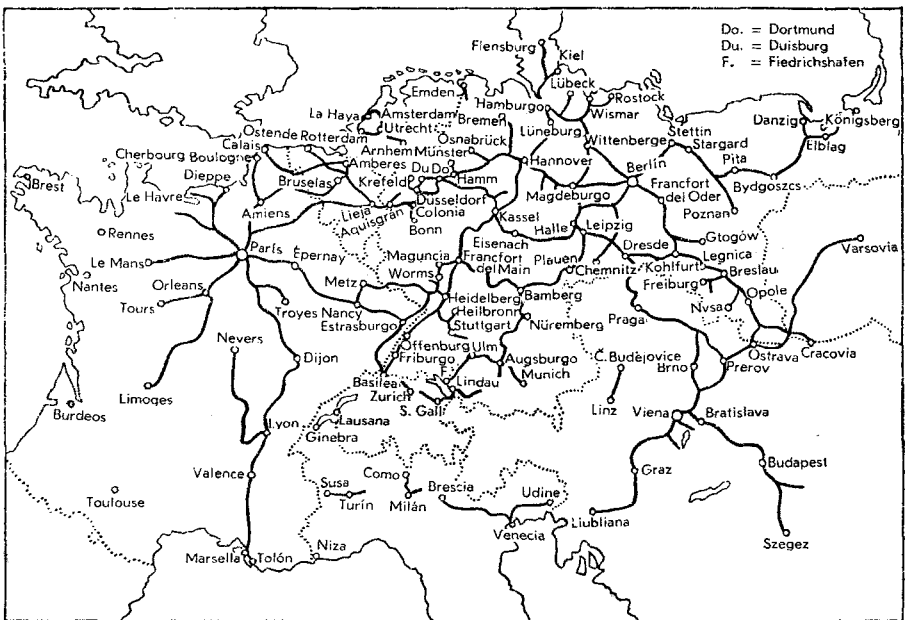 Do. = Dortmund
Du. = Duisburg
F. = Fiedrichshafen
Flensburg
Kiel
Lübeck
Emden
Hamburgo
Rostock
Wismar
La Haya
Amsterdam
Bremen
Utrecht
Lüneburg
Danzig
Königsberg
Elblag
Ostende
Rotterdam
Osnabrück
Wittenberge
Stettin
Calais
Cherbourg
Boulogne
Arnhem
Münster
Stargard
Amberes
Du
Do
Hamm
Hannover
Berlín
Pita
Brest
Dieppe
Bruselas
Krefeld
Bydgoszcs
Le Havre
Düsseldorf
Magdeburgo
Francfort
del Oder
Amiens
Lieja
Aquisgrán
Colonia
Kassel
Poznan
Rennes
Bonn
Halle
Leipzig
Eisenach
Gtogów
Varsovia
París
Épernay
Maguncia
Francfort
del Main
Plauen
Dresde
Legnica
Le Mans
Worms
Chemnitz
Kohlfurt
Breslau
Nantes
Metz
Freiburg
Orleans
Heidelberg
Bamberg
Nvsa
Opole
Tours
Troyes
Nancy
Heilbronn
Estrasburgo
Stuttgart
Nüremberg
Praga
Nevers
Offenburg
Ulm
Ostrava
Cracovia
Dijon
Friburgo
Augsburgo
Č. Budějovice
Brno
Prerov
Basilea
F.
Lindau
Munich
Limoges
Zurich
S. Gall
Linz
Burdeos
Lausana
Viena
Bratislava
Lyon
Ginebra
Valence
Como
Graz
Budapest
Susa
Brescia
Udine
Toulouse
Turín
Milán
Liubliana
Venecia
Szegez
Marsella
Tolón
Niza